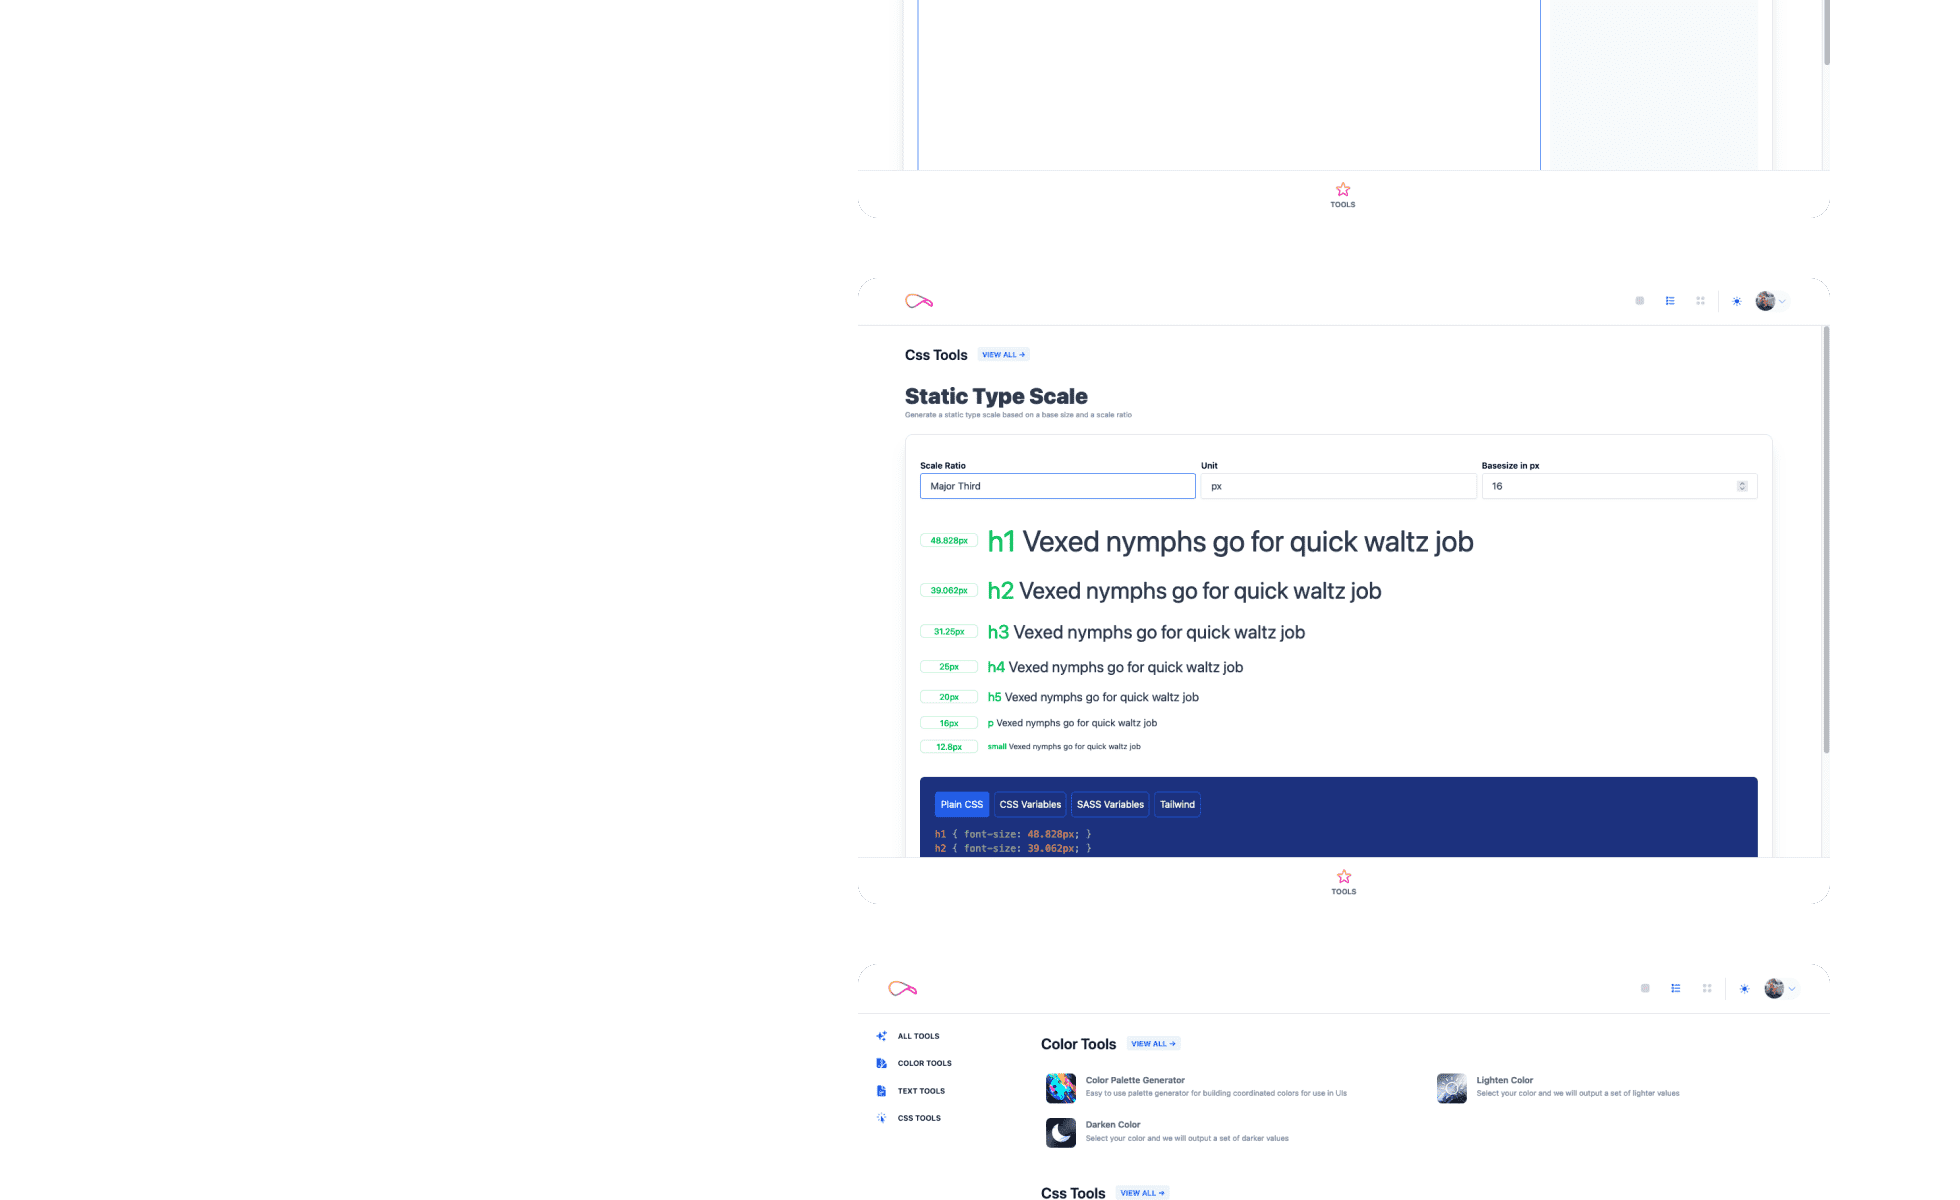 TOOLS
Css Tools VIEW ALL →
Static Type Scale
Generate a static type scale based on a base size and a scale ratio
Scale Ratio Unit Basesize in px
Major Third px 16
48.828px h1 Vexed nymphs go for quick waltz job
39.062px h2 Vexed nymphs go for quick waltz job
31.25px h3 Vexed nymphs go for quick waltz job
25px h4 Vexed nymphs go for quick waltz job
20px h5 Vexed nymphs go for quick waltz job
16px p Vexed nymphs go for quick waltz job
12.8px small Vexed nymphs go for quick waltz job
Plain CSS CSS Variables SASS Variables Tailwind
h1 { font-size: 48.828px; }
h2 { font-size: 39.062px; }
TOOLS
ALL TOOLS
COLOR TOOLS
TEXT TOOLS
CSS TOOLS
Color Tools VIEW ALL →
Color Palette Generator
Easy to use palette generator for building coordinated colors for use in UIs
Lighten Color
Select your color and we will output a set of lighter values
Darken Color
Select your color and we will output a set of darker values
Css Tools VIEW ALL →